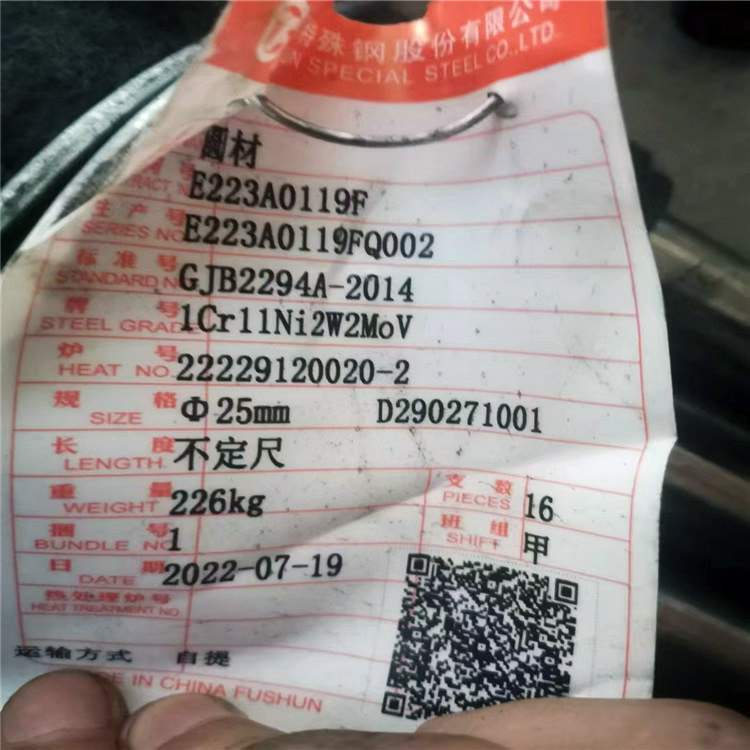 特殊钢股份有限公司
N SPECIAL STEEL CO.,LTD
圆材
号 E223A0119F
生产号 E223A0119FQ002
SERIES NO
标准号 GJB2294A-2014
STANDARD NO
牌号 1Cr11Ni2W2MoV
STEEL GRAD
炉号 22229120020-2
HEAT NO.
规格 Φ25mm D290271001
SIZE
长度 不定尺
LENGTH
重量 226kg 支数 16
WEIGHT PIECES
捆号 1 班组 甲
BUNDLE NO SHIFT
日期 2022-07-19
DATE
热处理炉号
HEAT TREATMENT NO
运输方式 自提
MADE IN CHINA FUSHUN